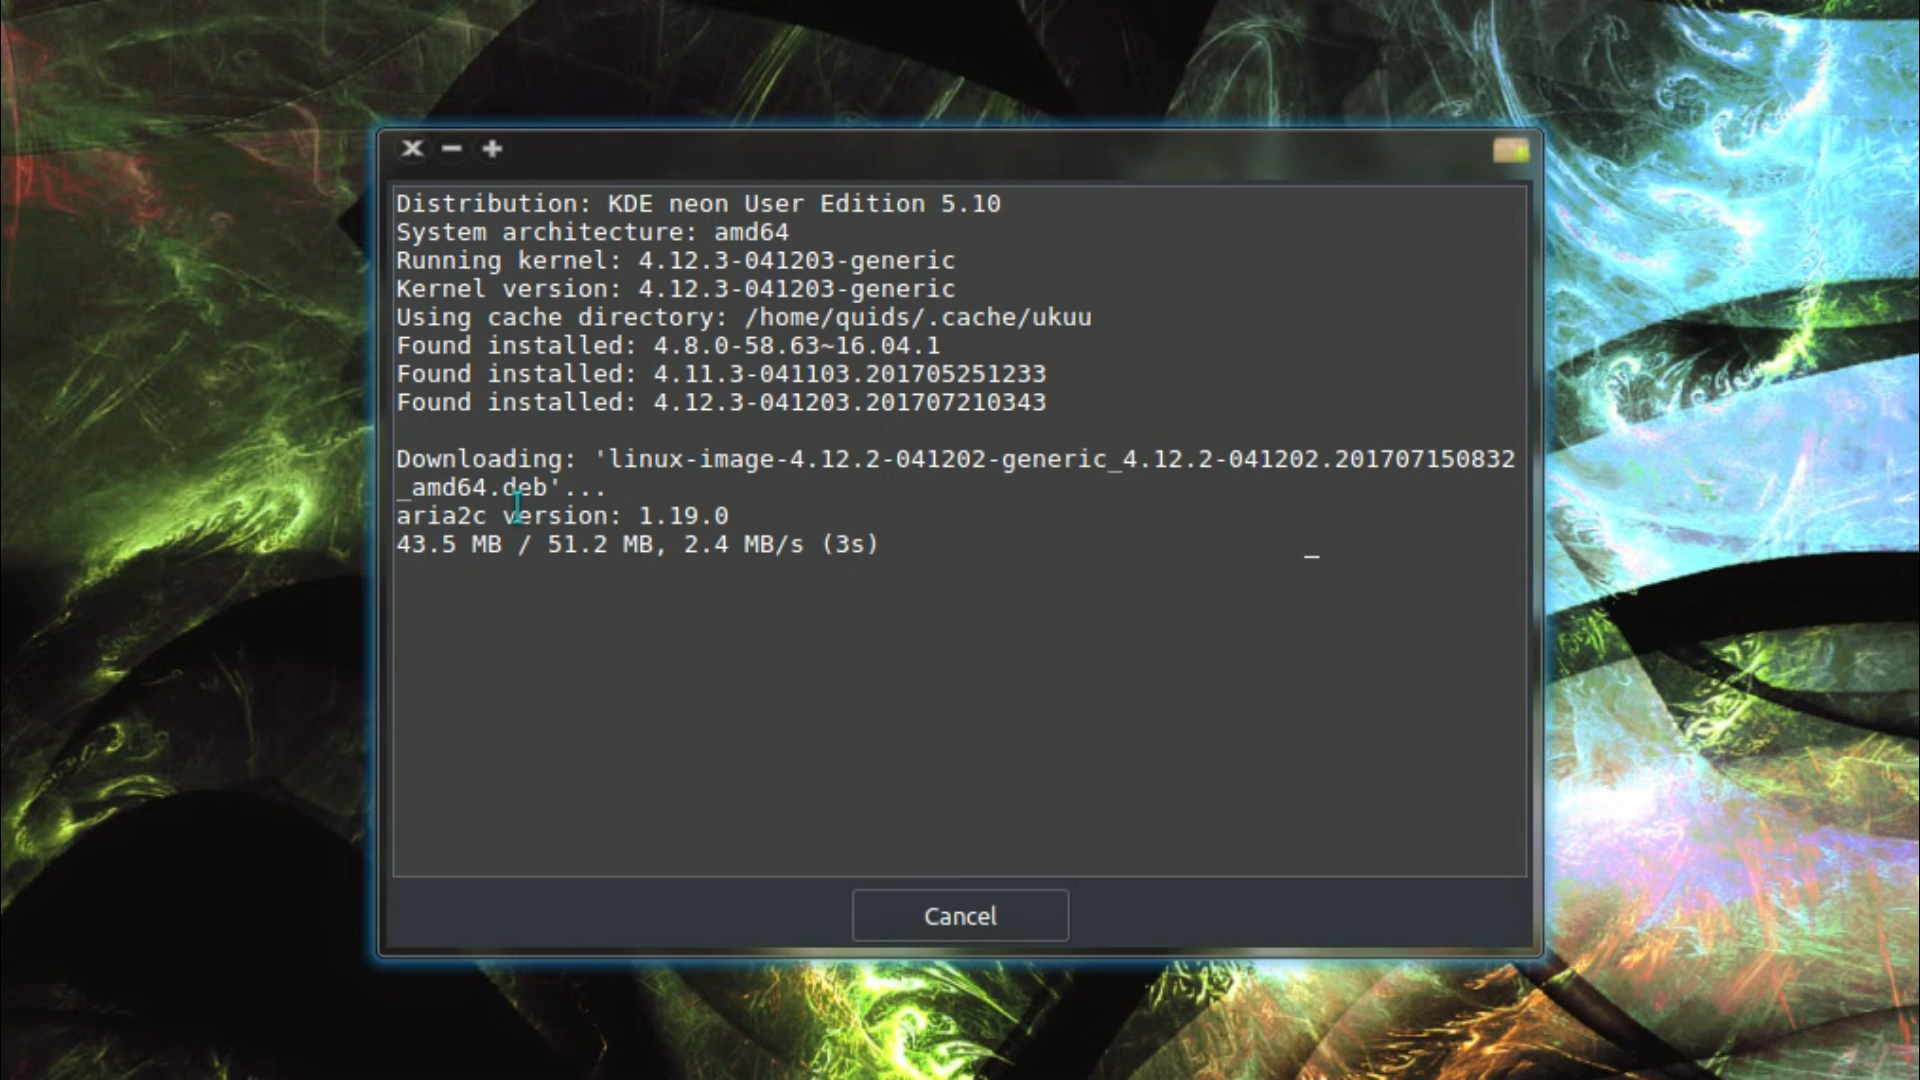 Distribution: KDE neon User Edition 5.10
System architecture: amd64
Running kernel: 4.12.3-041203-generic
Kernel version: 4.12.3-041203-generic
Using cache directory: /home/quids/.cache/ukuu
Found installed: 4.8.0-58.63~16.04.1
Found installed: 4.11.3-041103.201705251233
Found installed: 4.12.3-041203.201707210343
Downloading: 'linux-image-4.12.2-041202-generic_4.12.2-041202.201707150832
_amd64.deb'...
aria2c version: 1.19.0
43.5 MB / 51.2 MB, 2.4 MB/s (3s)
Cancel